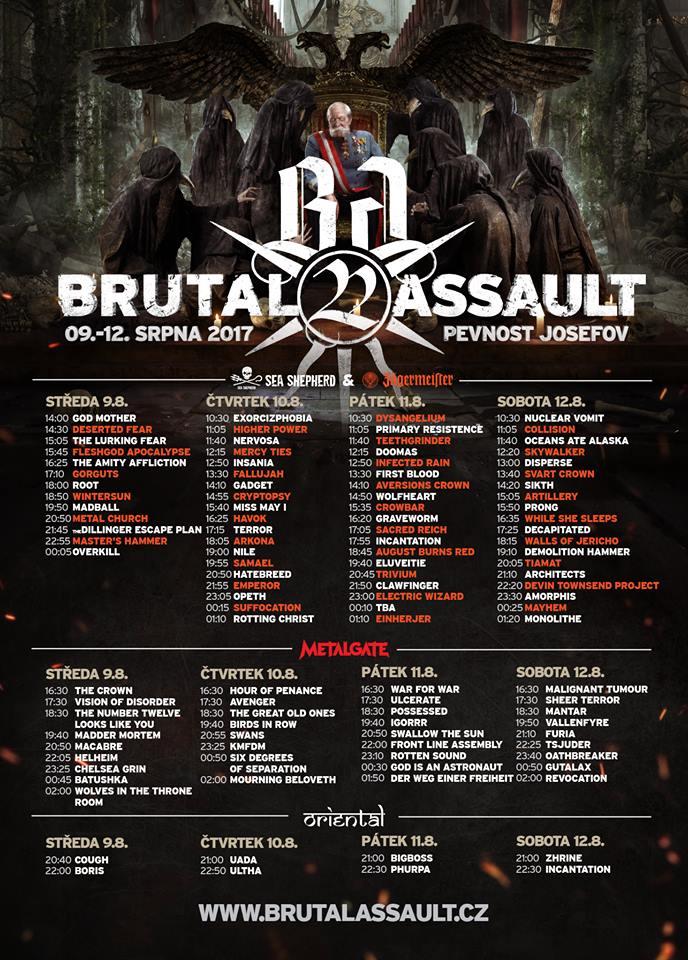 BA
BRUTAL ASSAULT
09.-12. SRPNA 2017
PEVNOST JOSEFOV
SEA SHEPHERD & Jägermeister
STŘEDA 9.8.
14:00 GOD MOTHER
14:30 DESERTED FEAR
15:05 THE LURKING FEAR
15:45 FLESHGOD APOCALYPSE
16:25 THE AMITY AFFLICTION
17:10 GORGUTS
18:00 ROOT
18:50 WINTERSUN
19:50 MADBALL
20:50 METAL CHURCH
21:45 THE DILLINGER ESCAPE PLAN
22:55 MASTER'S HAMMER
00:05 OVERKILL
ČTVRTEK 10.8.
10:30 EXORCIZPHOBIA
11:05 HIGHER POWER
11:40 NERVOSA
12:15 MERCY TIES
12:50 INSANIA
13:30 FALLUJAH
14:10 GADGET
14:55 CRYPTOPSY
15:40 MISS MAY I
16:25 HAVOK
17:15 TERROR
18:05 ARKONA
19:00 NILE
19:55 SAMAEL
20:50 HATEBREED
21:55 EMPEROR
23:05 OPETH
00:15 SUFFOCATION
01:10 ROTTING CHRIST
PÁTEK 11.8.
10:30 DYSANGELIUM
11:05 PRIMARY RESISTENCE
11:40 TEETHGRINDER
12:15 DOOMAS
12:50 INFECTED RAIN
13:30 FIRST BLOOD
14:10 AVERSIONS CROWN
14:50 WOLFHEART
15:35 CROWBAR
16:20 GRAVEWORM
17:05 SACRED REICH
17:55 INCANTATION
18:45 AUGUST BURNS RED
19:40 ELUVEITIE
20:45 TRIVIUM
21:50 CLAWFINGER
23:00 ELECTRIC WIZARD
00:10 TBA
01:10 EINHERJER
SOBOTA 12.8.
10:30 NUCLEAR VOMIT
11:05 COLLISION
11:40 OCEANS ATE ALASKA
12:20 SKYWALKER
13:00 DISPERSE
13:40 SVART CROWN
14:20 SIKTH
15:05 ARTILLERY
15:50 PRONG
16:35 WHILE SHE SLEEPS
17:25 DECAPITATED
18:15 WALLS OF JERICHO
19:10 DEMOLITION HAMMER
20:05 TIAMAT
21:10 ARCHITECTS
22:20 DEVIN TOWNSEND PROJECT
23:30 AMORPHIS
00:25 MAYHEM
01:20 MONOLITHE
METALGATE
STŘEDA 9.8.
16:30 THE CROWN
17:30 VISION OF DISORDER
18:30 THE NUMBER TWELVE
LOOKS LIKE YOU
19:40 MADDER MORTEM
20:50 MACABRE
22:05 HELHEIM
23:25 CHELSEA GRIN
00:45 BATUSHKA
02:00 WOLVES IN THE THRONE
ROOM
ČTVRTEK 10.8.
16:30 HOUR OF PENANCE
17:30 AVENGER
18:30 THE GREAT OLD ONES
19:40 BIRDS IN ROW
20:55 SWANS
23:25 KMFDM
00:50 SIX DEGREES
OF SEPARATION
02:00 MOURNING BELOVETH
PÁTEK 11.8.
16:30 WAR FOR WAR
17:30 ULCERATE
18:30 POSSESSED
19:40 IGORRR
20:50 SWALLOW THE SUN
22:00 FRONT LINE ASSEMBLY
23:10 ROTTEN SOUND
00:30 GOD IS AN ASTRONAUT
01:50 DER WEG EINER FREIHEIT
SOBOTA 12.8.
16:30 MALIGNANT TUMOUR
17:30 SHEER TERROR
18:30 MANTAR
19:50 VALLENFYRE
21:10 FURIA
22:25 TSJUDER
23:40 OATHBREAKER
00:50 GUTALAX
02:00 REVOCATION
oriental
STŘEDA 9.8.
20:40 COUGH
22:00 BORIS
ČTVRTEK 10.8.
21:00 UADA
22:50 ULTHA
PÁTEK 11.8.
21:00 BIGBOSS
22:30 PHURPA
SOBOTA 12.8.
21:00 ZHRINE
22:30 INCANTATION
WWW.BRUTALASSAULT.CZ